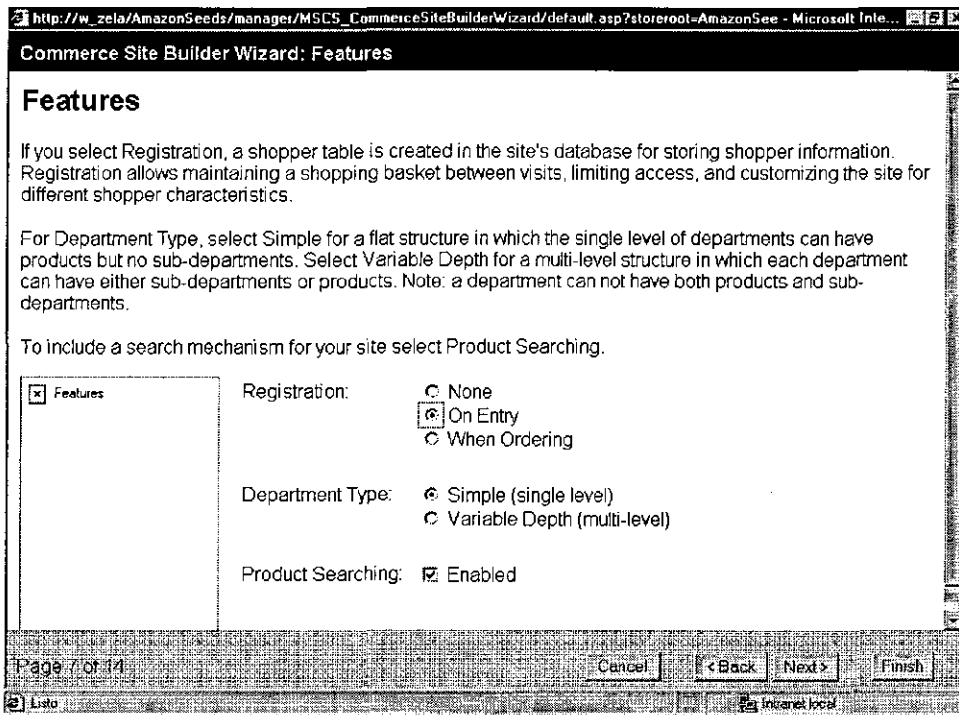 http://w_zela/AmazonSeeds/manager/MSCS_CommerceSiteBuilderWizard/default.asp?storeroot=AmazonSee - Microsoft Inte...
Commerce Site Builder Wizard: Features
Features
If you select Registration, a shopper table is created in the site's database for storing shopper information.
Registration allows maintaining a shopping basket between visits, limiting access, and customizing the site for
different shopper characteristics.
For Department Type, select Simple for a flat structure in which the single level of departments can have
products but no sub-departments. Select Variable Depth for a multi-level structure in which each department
can have either sub-departments or products. Note: a department can not have both products and sub-
departments.
To include a search mechanism for your site select Product Searching.
Features
Registration:
None
On Entry
When Ordering
Department Type:
Simple (single level)
Variable Depth (multi-level)
Product Searching:
Enabled
Page 7 of 14
Cancel
< Back
Next >
Finish
Listo
Intranet local